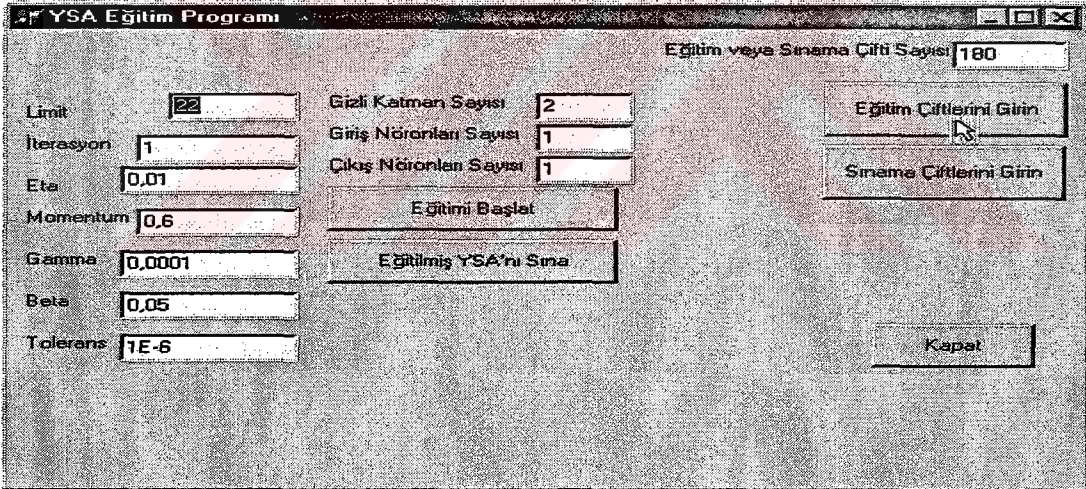 YSA Eğitim Programı
Eğitim veya Sınama Çifti Sayısı 180
Limit 22
İterasyon 1
Eta 0,01
Momentum 0,6
Gamma 0,0001
Beta 0,05
Tolerans 1E-6
Gizli Katman Sayısı 2
Giriş Nöronları Sayısı 1
Çıkış Nöronları Sayısı 1
Eğitimi Başlat
Eğitilmiş YSA'nı Sına
Eğitim Çiftlerini Girin
Sınama Çiftlerini Girin
Kapat